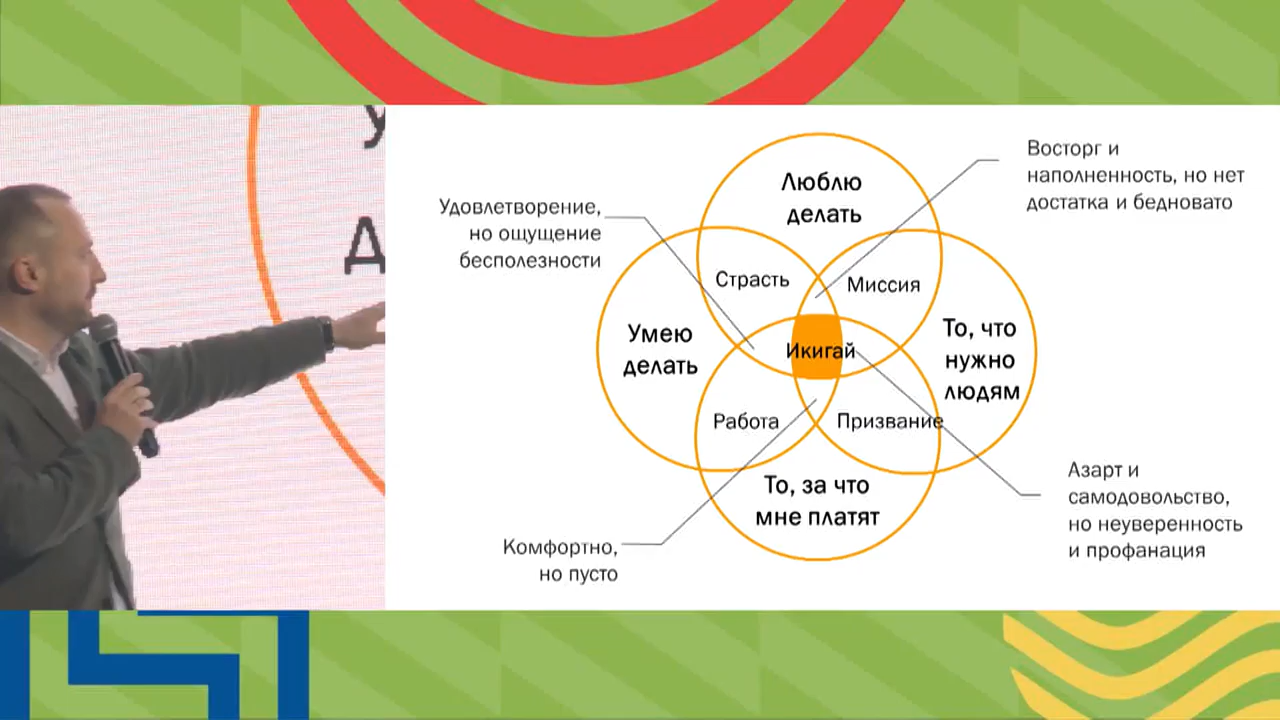 У
Д
Люблю
делать
Восторг и
наполненность, но нет
достатка и бедновато
Удовлетворение,
но ощущение
бесполезности
Страсть
Миссия
Умею
делать
Икигай
То, что
нужно
людям
Работа
Призвание
То, за что
мне платят
Азарт и
самодовольство,
но неуверенность
и профанация
Комфортно,
но пусто